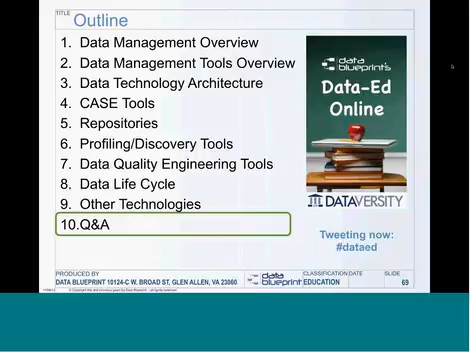 TITLE
Outline
1. Data Management Overview
2. Data Management Tools Overview
3. Data Technology Architecture
4. CASE Tools
5. Repositories
6. Profiling/Discovery Tools
7. Data Quality Engineering Tools
8. Data Life Cycle
9. Other Technologies
10.Q&A
data
blueprint's
Data-Ed
Online
DATAVERSITY
Tweeting now:
#dataed
PRODUCED BY
DATA BLUEPRINT 10124-C W. BROAD ST, GLEN ALLEN, VA 23060
data
blueprint
CLASSIFICATION
EDUCATION
DATE
SLIDE
69